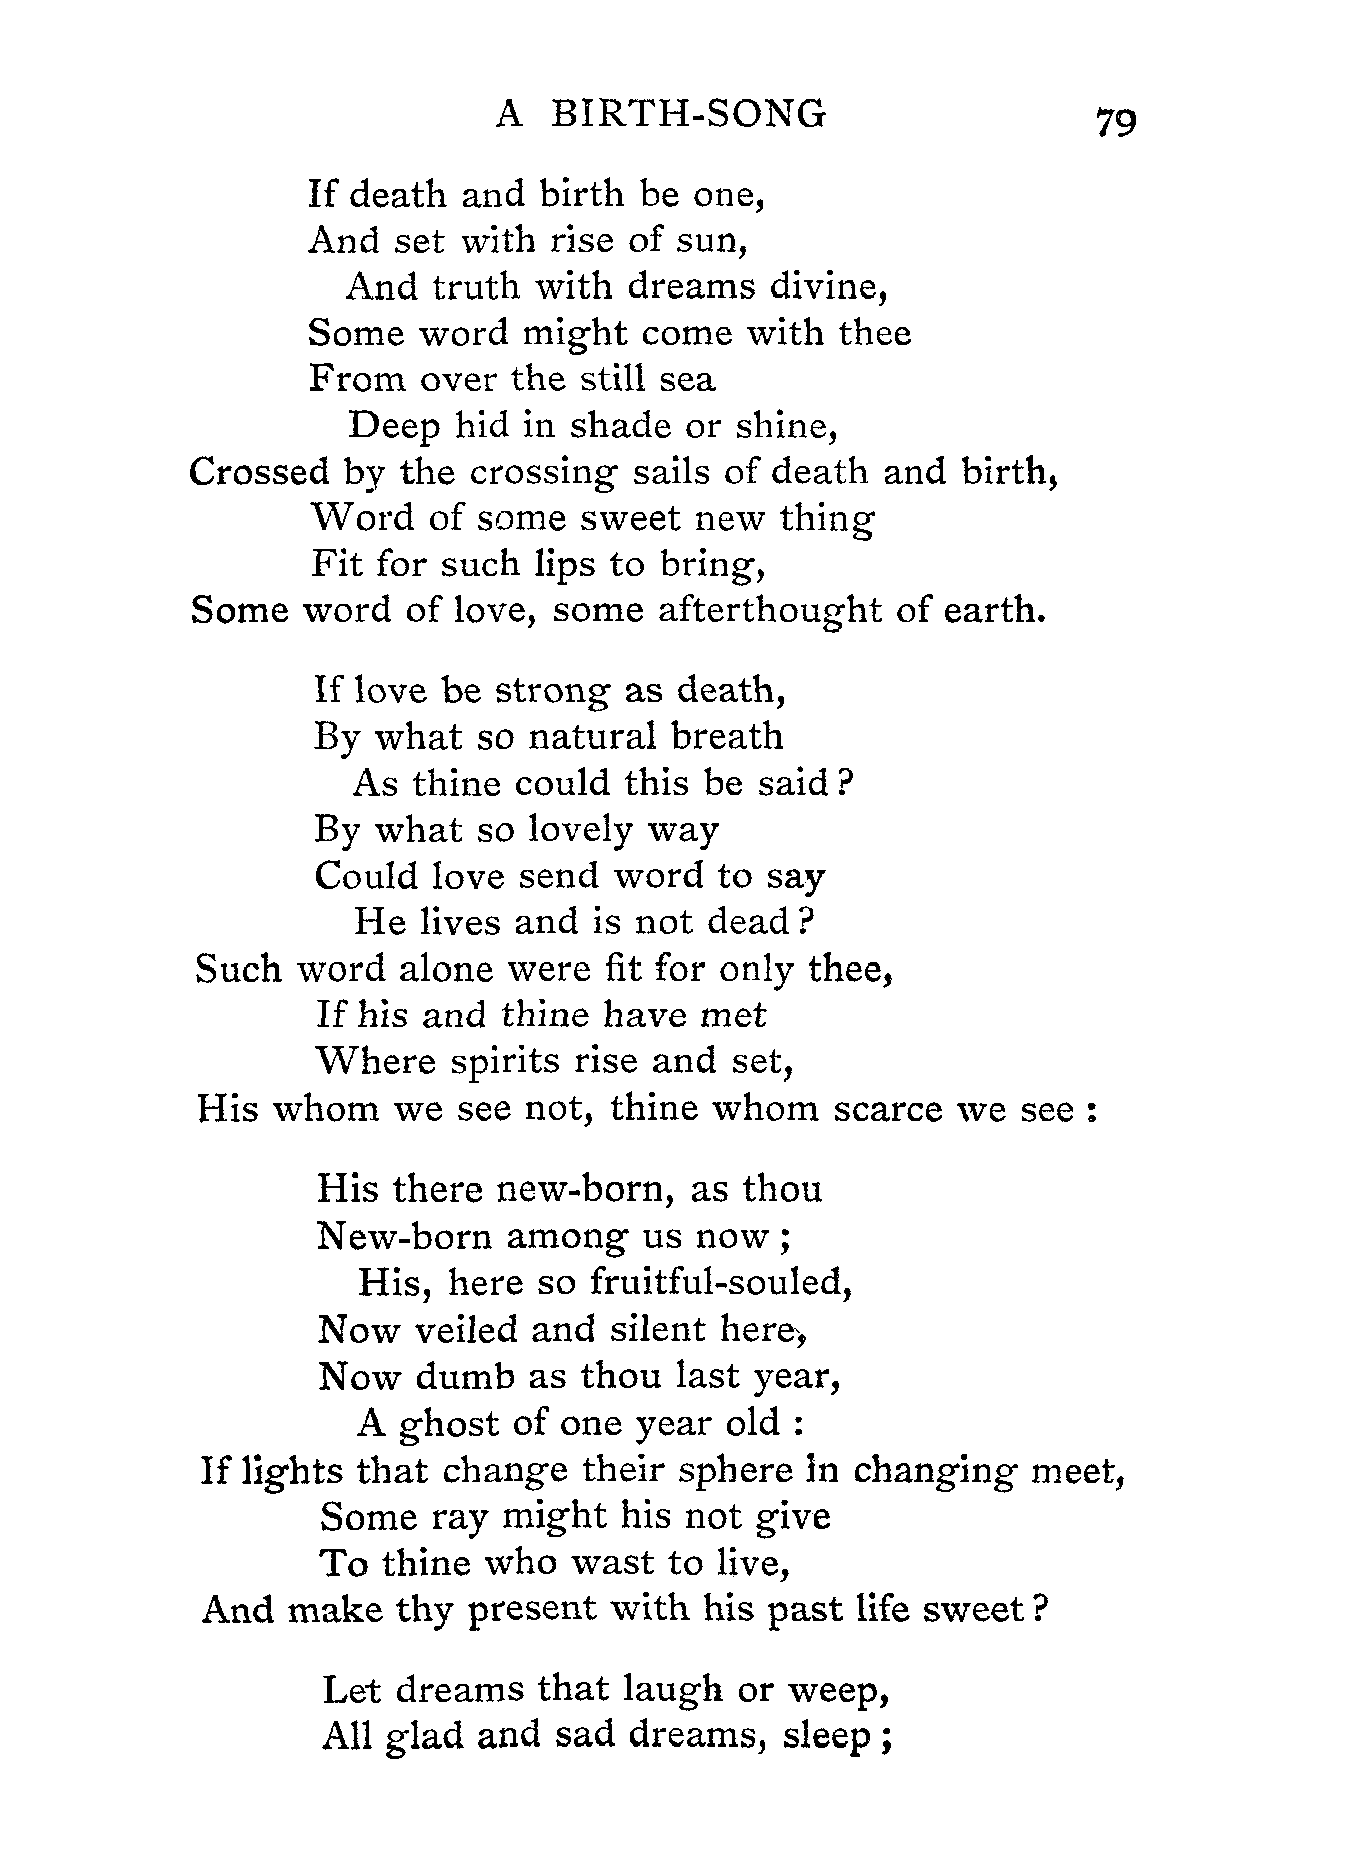 A BIRTH-SONG 79
If death and birth be one,
And set with rise of sun,
And truth with dreams divine,
Some word might come with thee
From over the still sea
Deep hid in shade or shine,
Crossed by the crossing sails of death and birth,
Word of some sweet new thing
Fit for such lips to bring,
Some word of love, some afterthought of earth.
If love be strong as death,
By what so natural breath
As thine could this be said?
By what so lovely way
Could love send word to say
He lives and is not dead?
Such word alone were fit for only thee,
If his and thine have met
Where spirits rise and set,
His whom we see not, thine whom scarce we see :
His there new-born, as thou
New-born among us now ;
His, here so fruitful-souled,
Now veiled and silent here,
Now dumb as thou last year,
A ghost of one year old :
If lights that change their sphere in changing meet,
Some ray might his not give
To thine who wast to live,
And make thy present with his past life sweet?
Let dreams that laugh or weep,
All glad and sad dreams, sleep ;